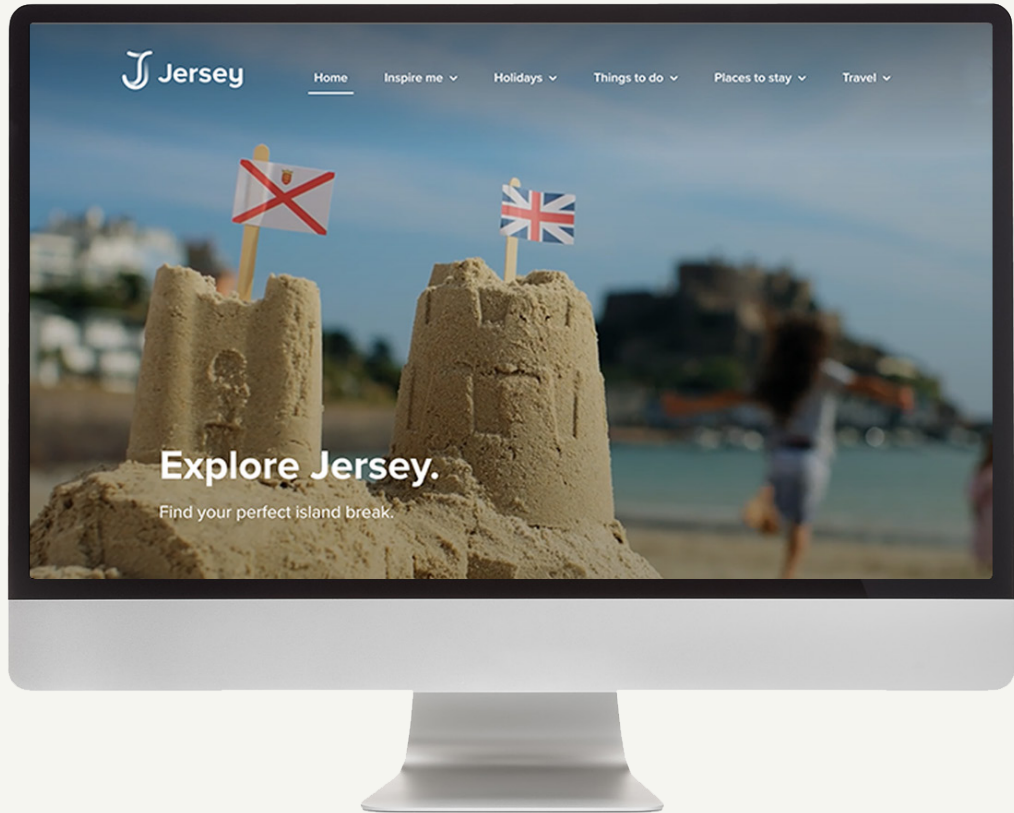 Jersey
Home Inspire me Holidays Things to do Places to stay Travel
Explore Jersey.
Find your perfect island break.